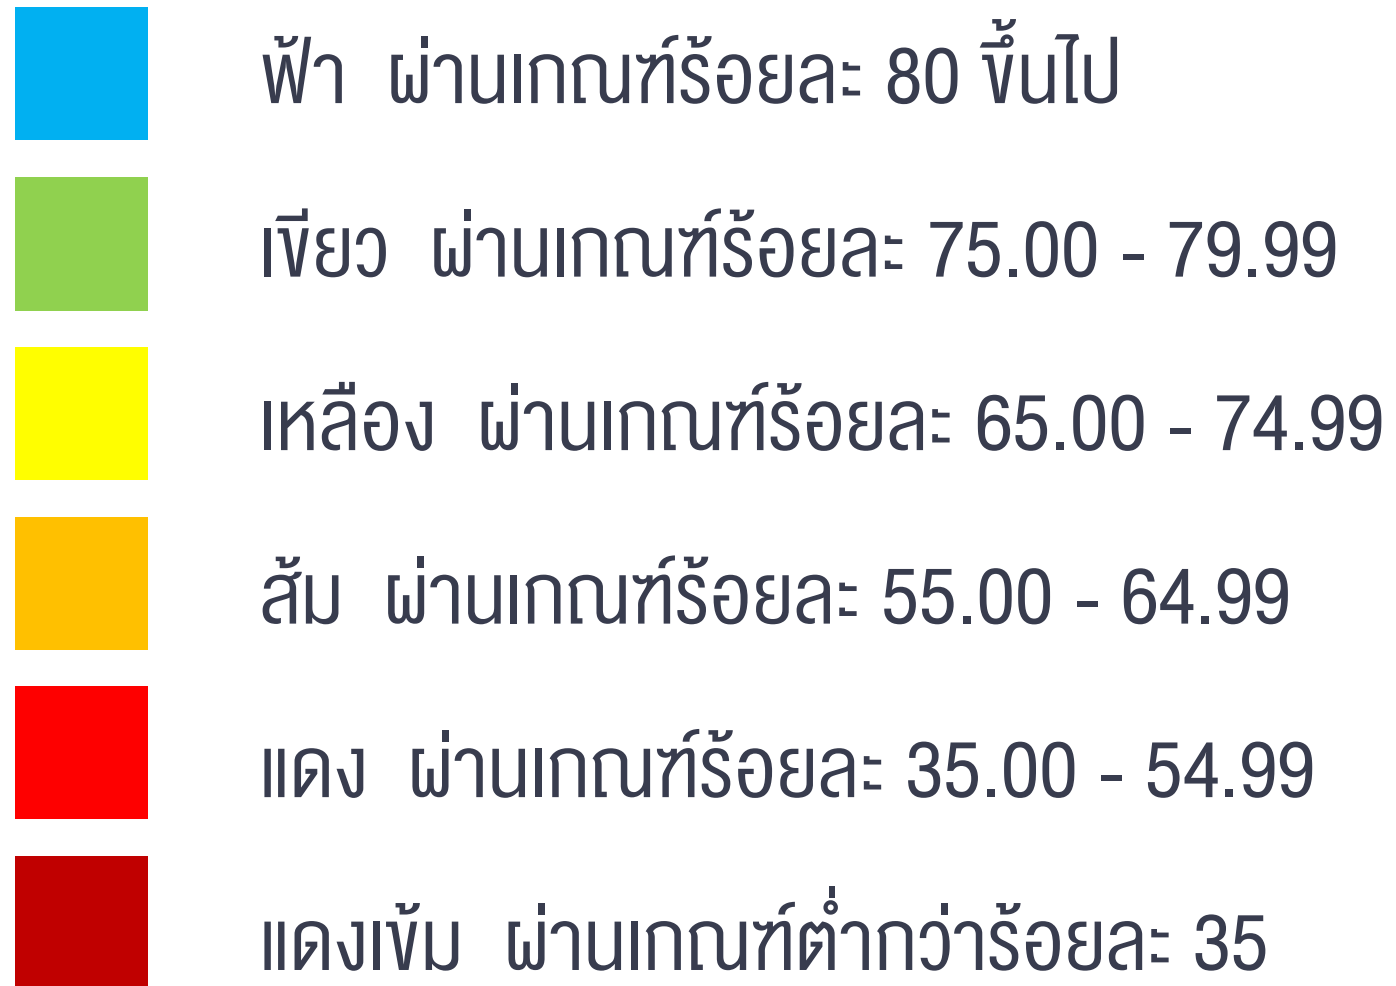 ฟ้า ผ่านเกณฑ์ร้อยละ 80 ขึ้นไป
เขียว ผ่านเกณฑ์ร้อยละ 75.00 - 79.99
เหลือง ผ่านเกณฑ์ร้อยละ 65.00 - 74.99
ส้ม ผ่านเกณฑ์ร้อยละ 55.00 - 64.99
แดง ผ่านเกณฑ์ร้อยละ 35.00 - 54.99
แดงเข้ม ผ่านเกณฑ์ต่ำกว่าร้อยละ 35